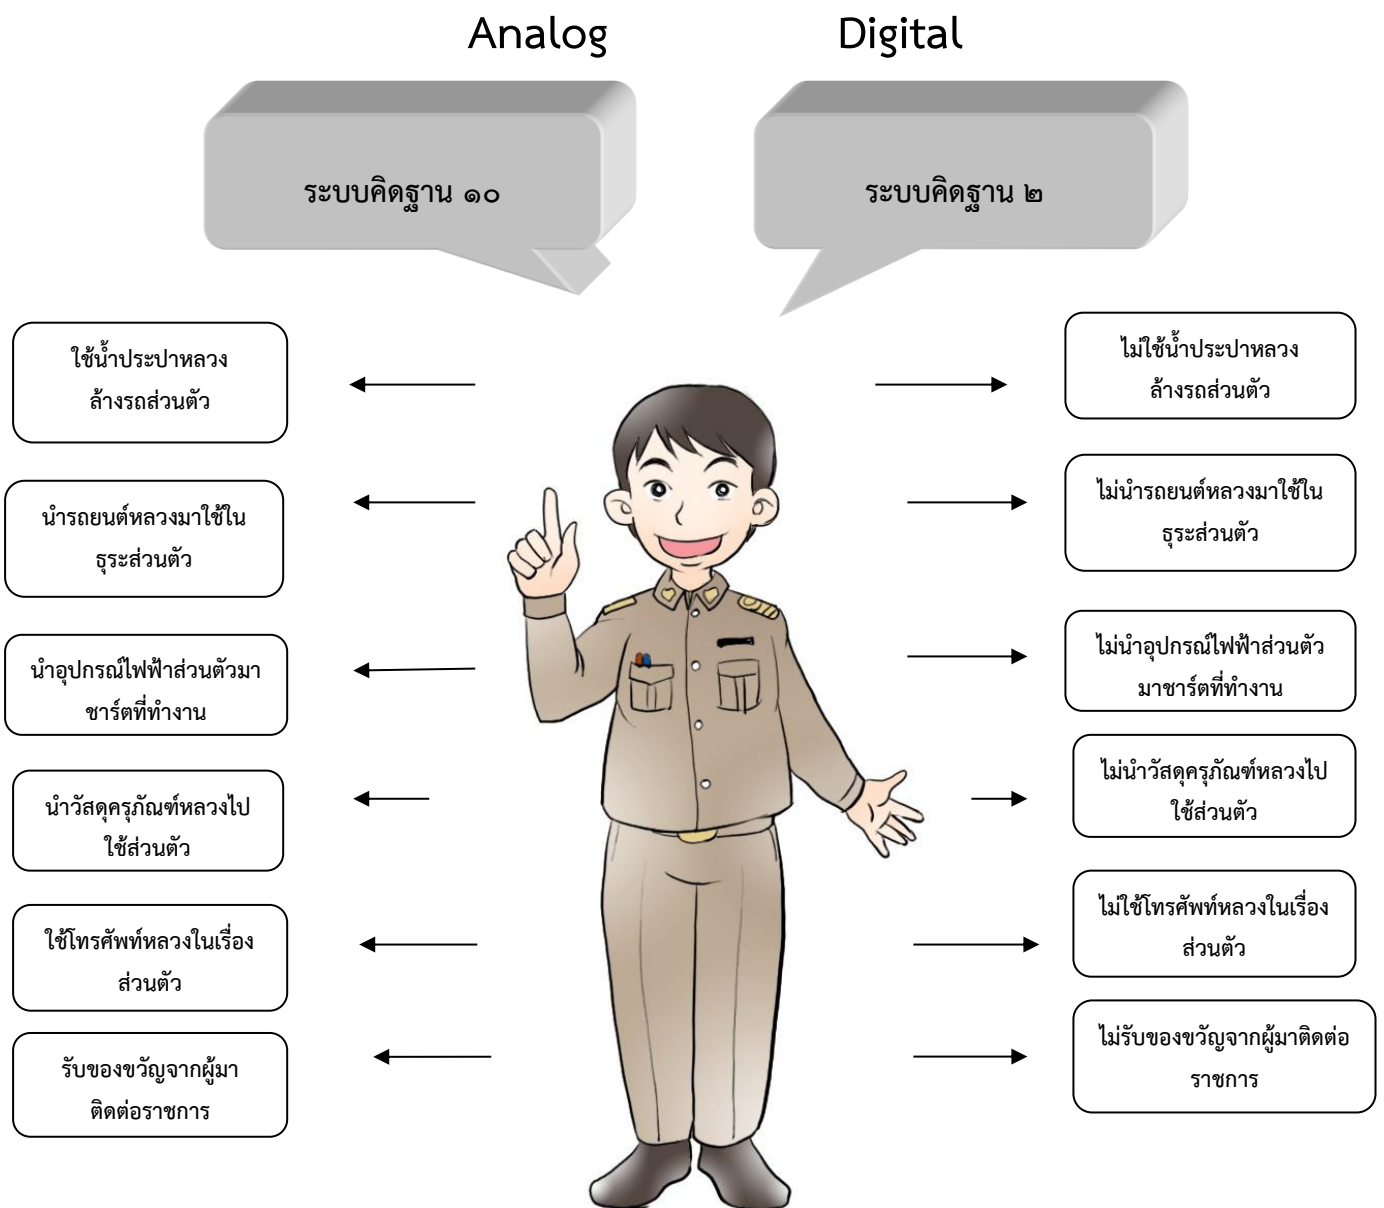 Analog
Digital
ระบบคิดฐาน ๑๐
ระบบคิดฐาน ๒
ใช้น้ำประปาหลวง
ล้างรถส่วนตัว
ไม่ใช้น้ำประปาหลวง
ล้างรถส่วนตัว
นำรถยนต์หลวงมาใช้ใน
ธุระส่วนตัว
ไม่นำรถยนต์หลวงมาใช้ใน
ธุระส่วนตัว
นำอุปกรณ์ไฟฟ้าส่วนตัวมา
ชาร์ตที่ทำงาน
ไม่นำอุปกรณ์ไฟฟ้าส่วนตัว
มาชาร์ตที่ทำงาน
นำวัสดุครุภัณฑ์หลวงไป
ใช้ส่วนตัว
ไม่นำวัสดุครุภัณฑ์หลวงไป
ใช้ส่วนตัว
ใช้โทรศัพท์หลวงในเรื่อง
ส่วนตัว
ไม่ใช้โทรศัพท์หลวงในเรื่อง
ส่วนตัว
รับของขวัญจากผู้มา
ติดต่อราชการ
ไม่รับของขวัญจากผู้มาติดต่อ
ราชการ